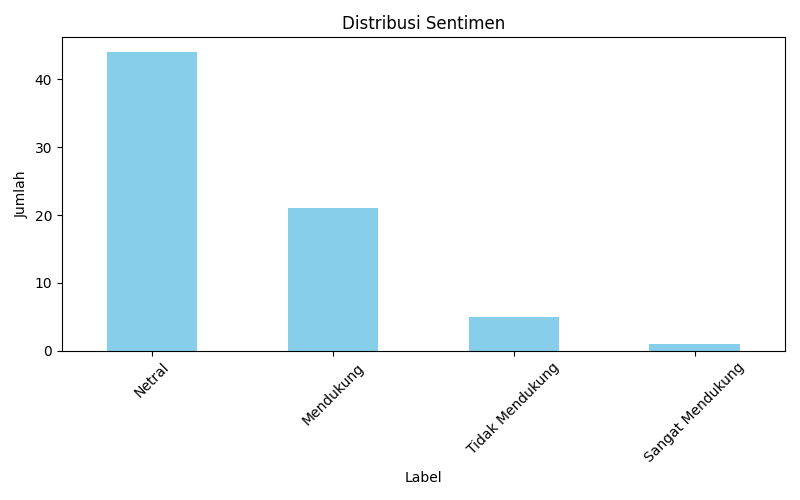 Distribusi Sentimen
Jumlah
40
30
20
10
0
Netral
Mendukung
Tidak Mendukung
Sangat Mendukung
Label